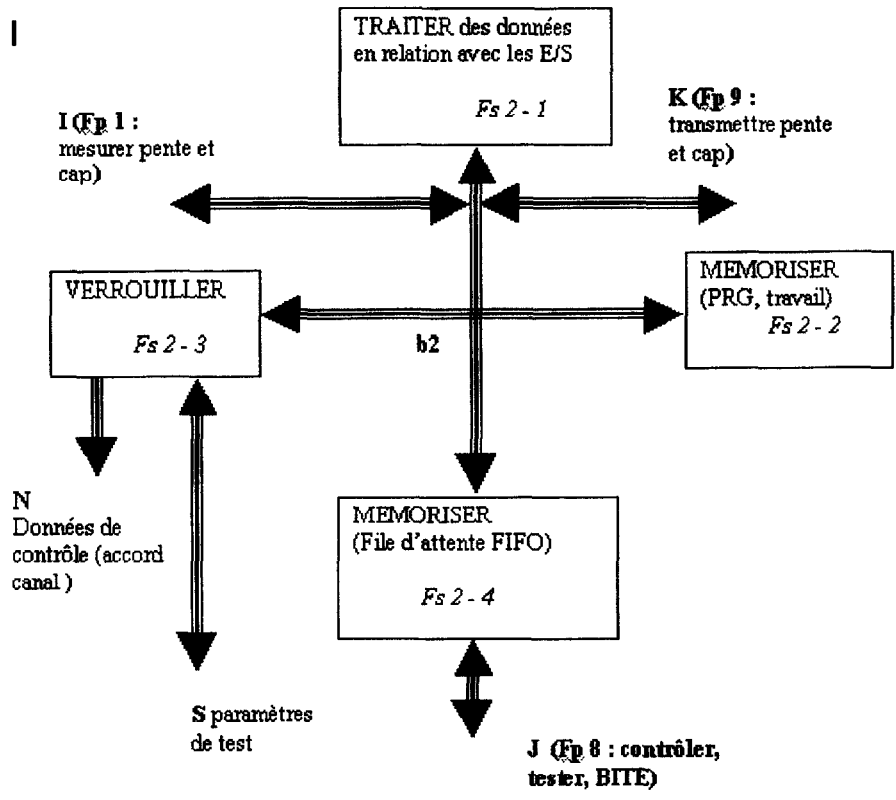 I
TRAITER des données
en relation avec les E/S
Fs 2 - 1
I (Fp 1 :
mesurer pente et
cap)
K (Fp 9 :
transmettre pente
et cap)
VERROUILLER
Fs 2 - 3
MEMORISER
(PRG, travail)
Fs 2 - 2
b2
N
Données de
contrôle (accord
canal )
MEMORISER
(File d'attente FIFO)
Fs 2 - 4
S paramètres
de test
J (Fp 8 : contrôler,
tester, BITE)